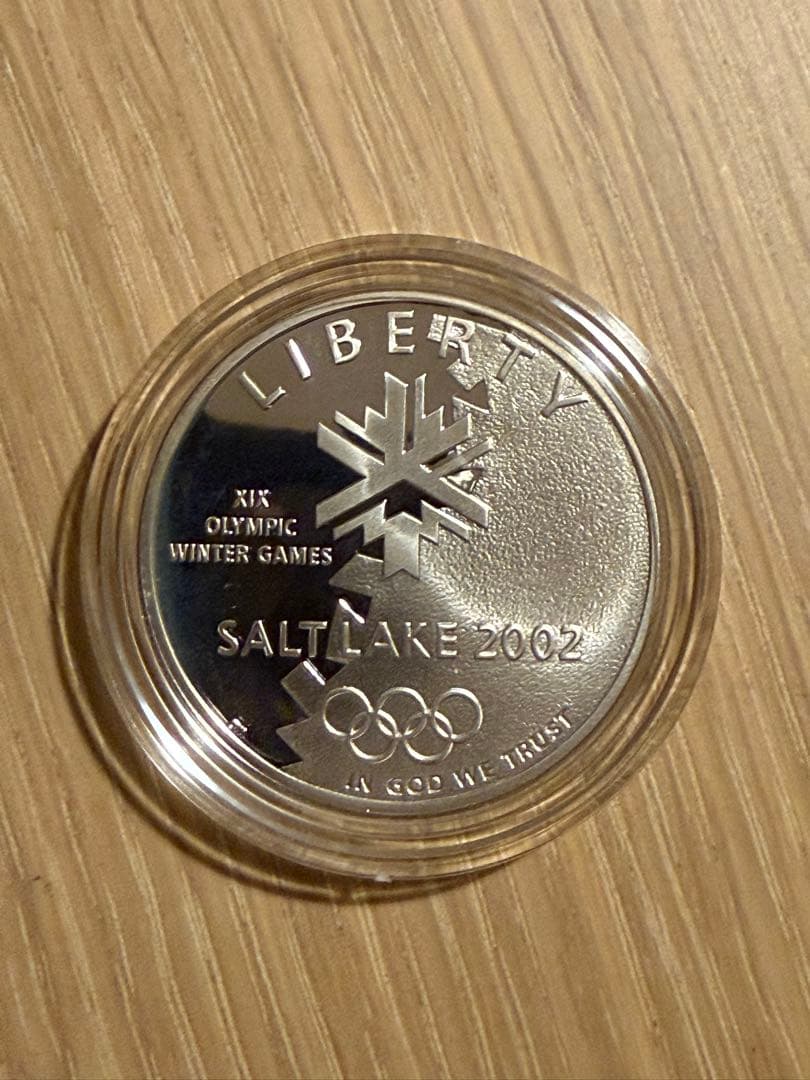 LIBERTY
XIX
OLYMPIC
WINTER GAMES
SALT LAKE 2002
IN GOD WE TRUST